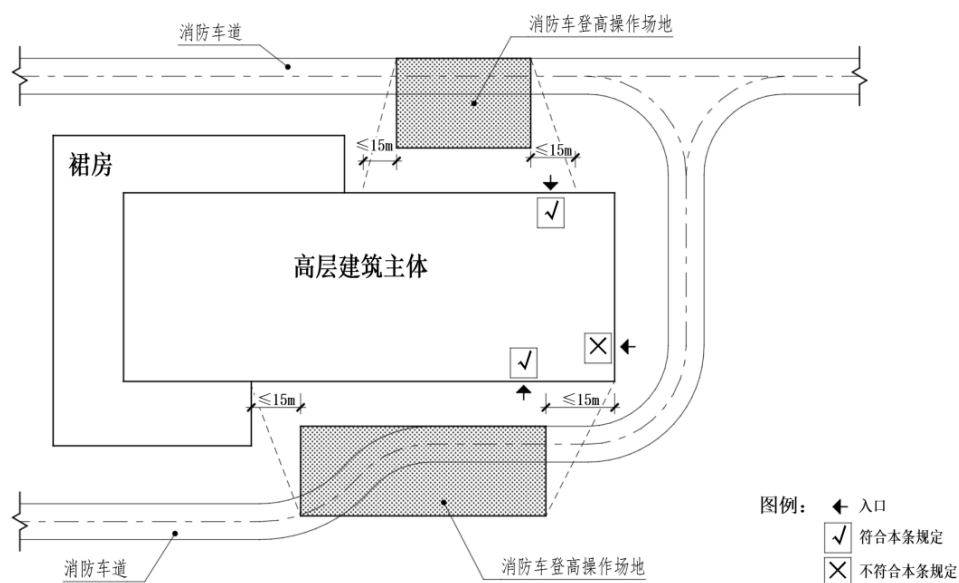 消防车道
消防车登高操作场地
≤15m
≤15m
裙房
高层建筑主体
≤15m
≤15m
图例：
入口
符合本条规定
不符合本条规定
消防车道
消防车登高操作场地